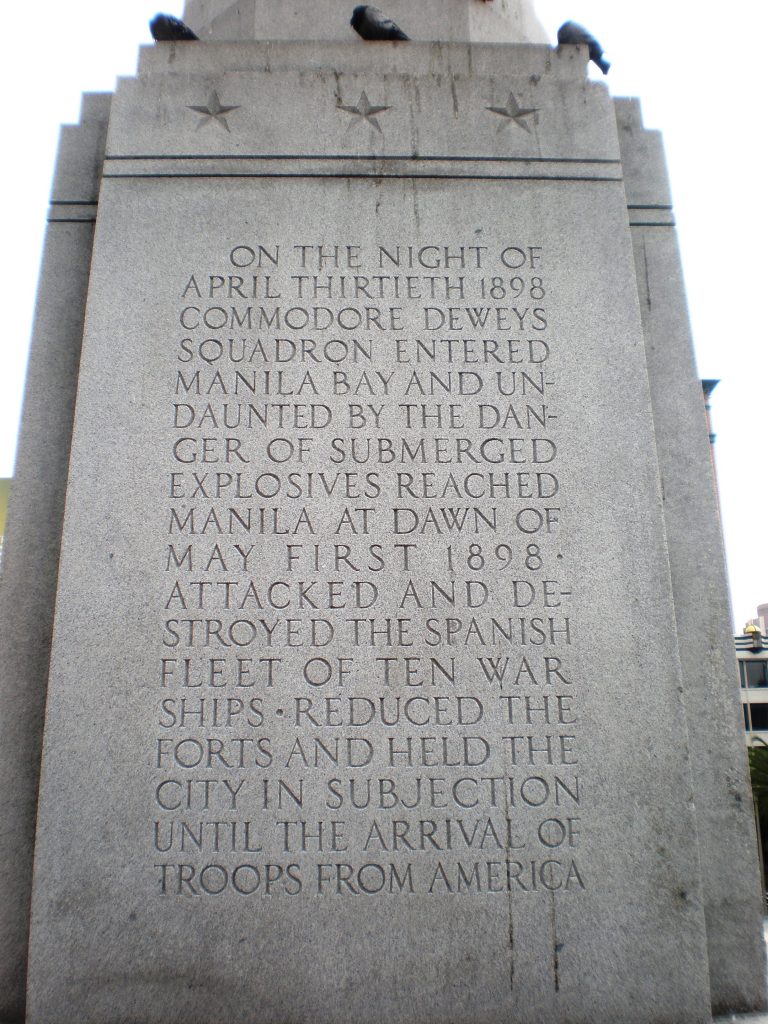 ON THE NIGHT OF
APRIL THIRTIETH 1898
COMMODORE DEWEYS
SQUADRON ENTERED
MANILA BAY AND UN-
DAUNTED BY THE DAN-
GER OF SUBMERGED
EXPLOSIVES REACHED
MANILA AT DAWN OF
MAY FIRST 1898 ·
ATTACKED AND DE-
STROYED THE SPANISH
FLEET OF TEN WAR
SHIPS · REDUCED THE
FORTS AND HELD THE
CITY IN SUBJECTION
UNTIL THE ARRIVAL OF
TROOPS FROM AMERICA